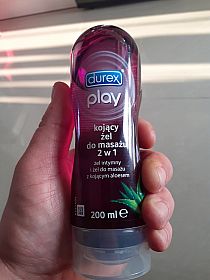 durex
play
kojący
żel
do masażu
2 w 1
żel intymny
i żel do masażu
z kojącym aloesem
200 ml e